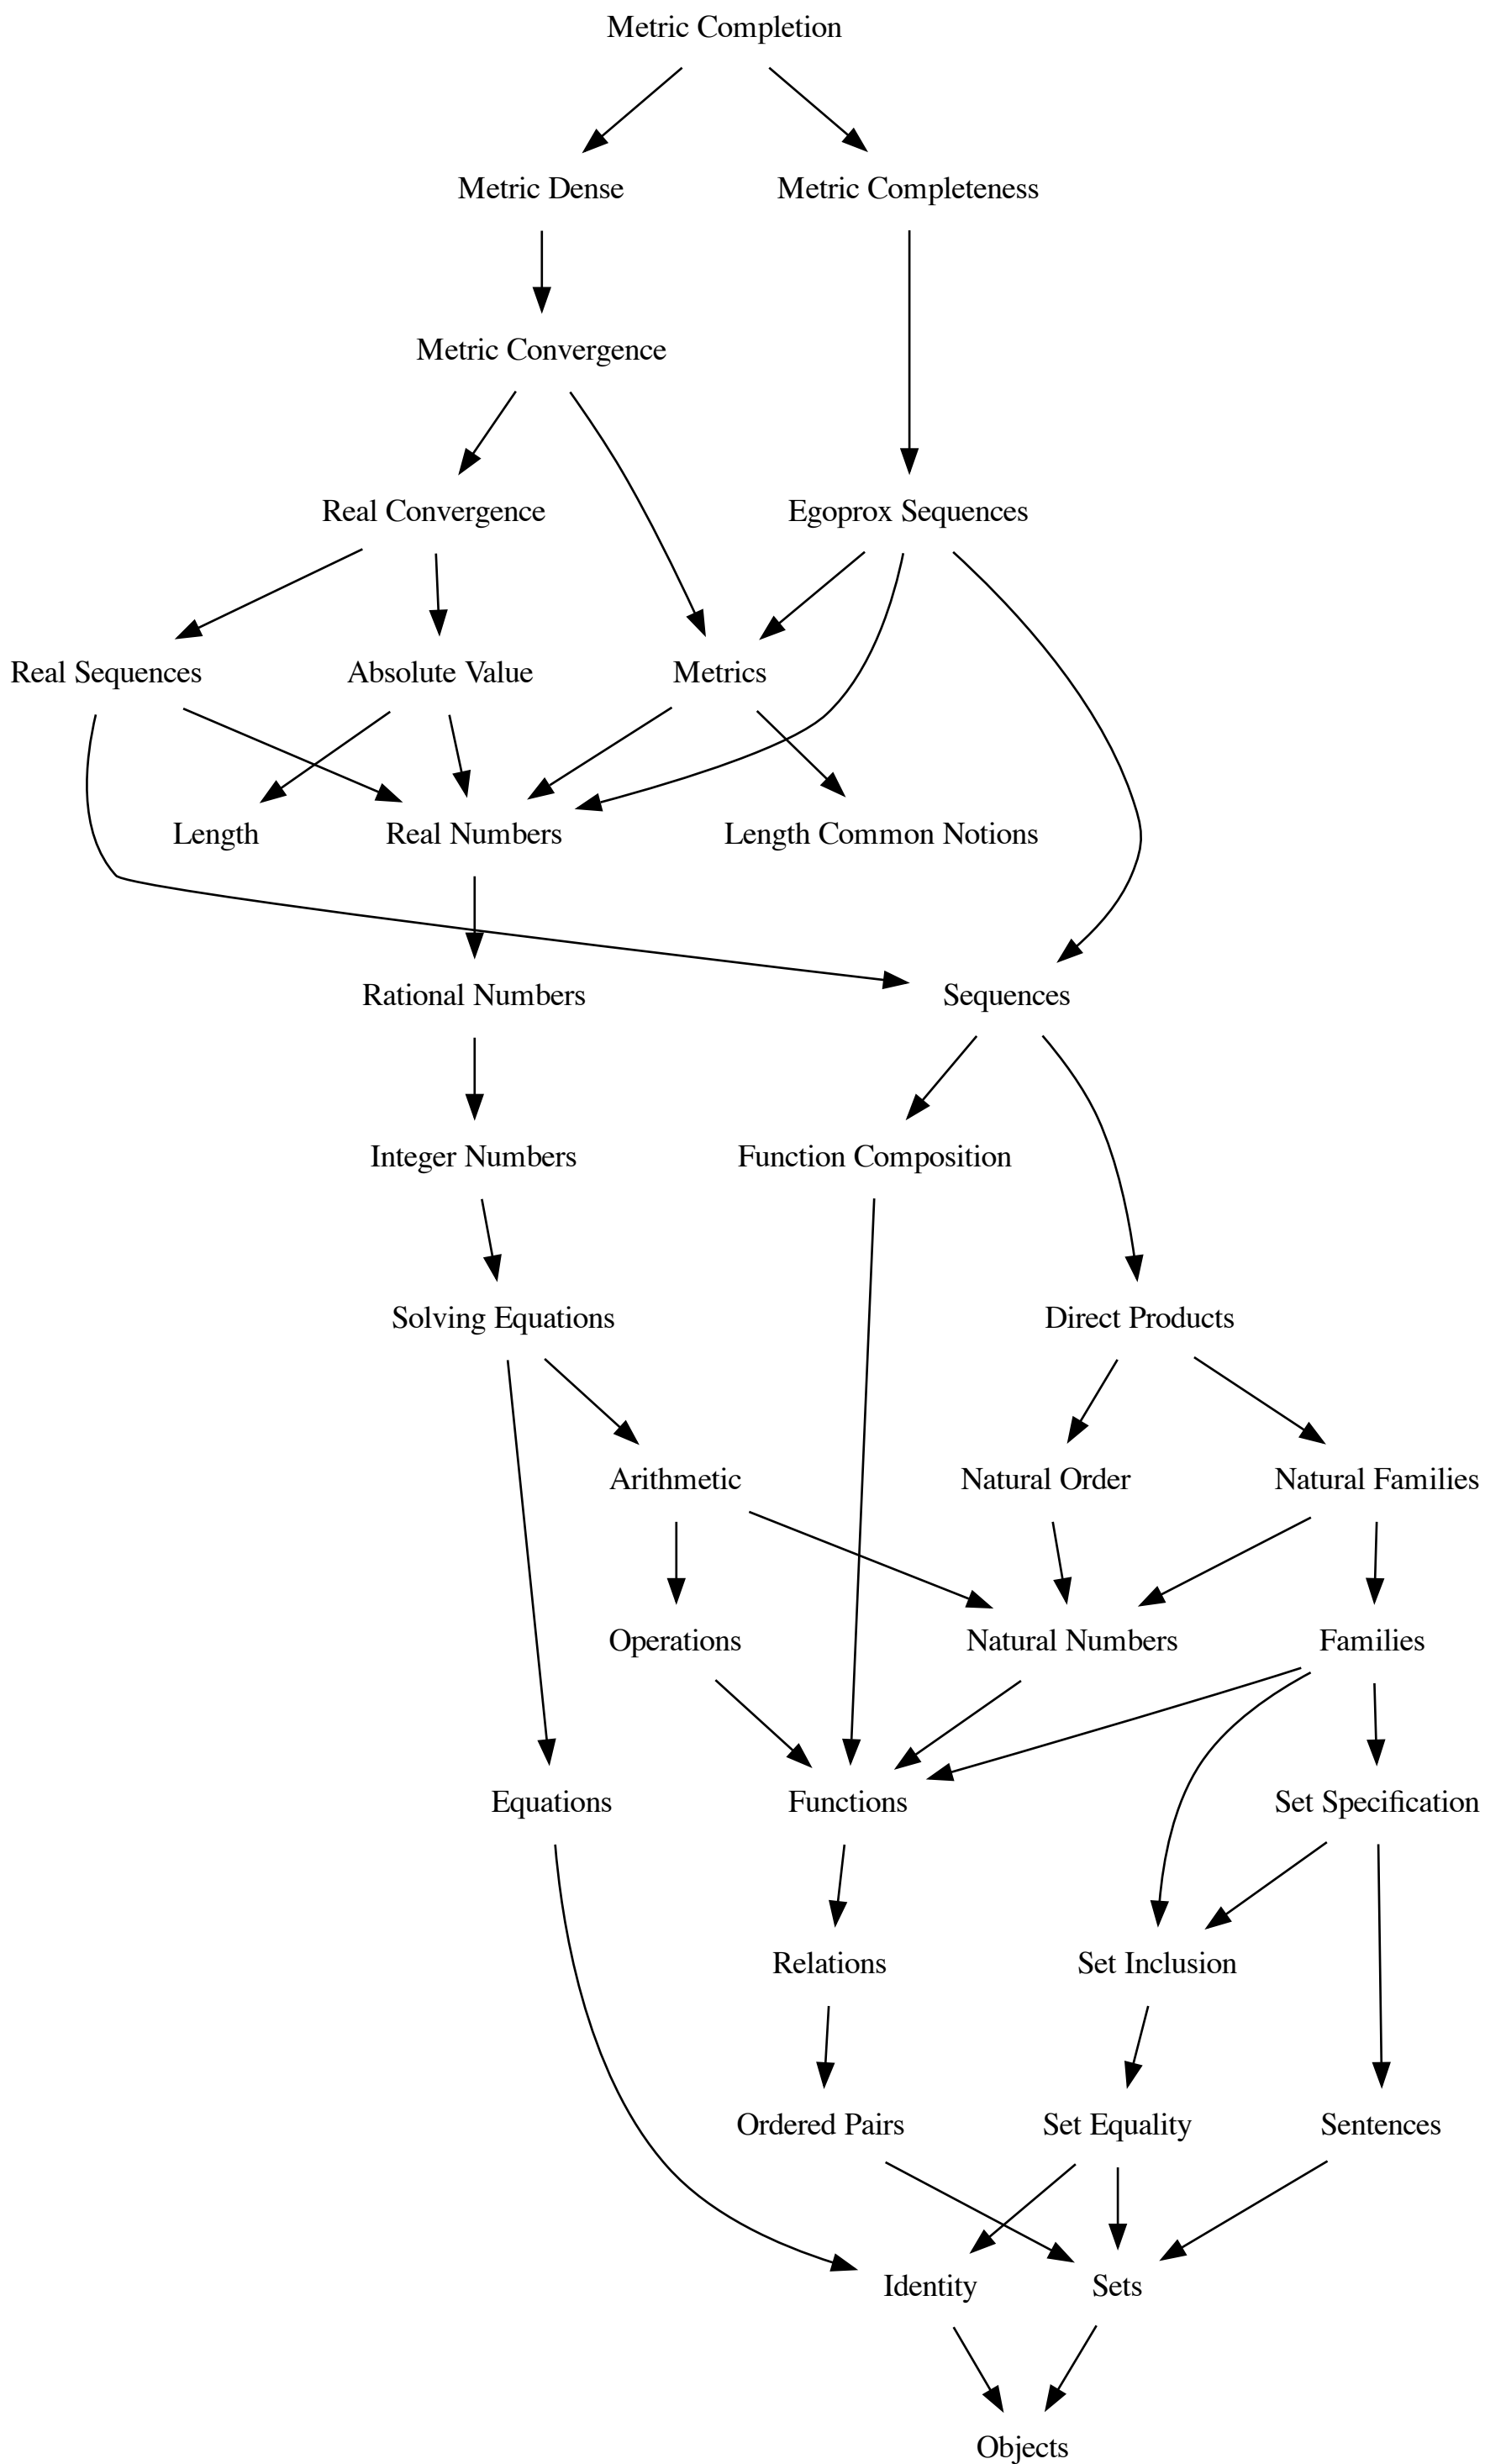 Metric Completion
Metric Dense
Metric Completeness
Metric Convergence
Real Convergence
Egoprox Sequences
Real Sequences
Absolute Value
Metrics
Length
Real Numbers
Length Common Notions
Rational Numbers
Sequences
Integer Numbers
Function Composition
Solving Equations
Direct Products
Arithmetic
Natural Order
Natural Families
Operations
Natural Numbers
Families
Equations
Functions
Set Specification
Relations
Set Inclusion
Ordered Pairs
Set Equality
Sentences
Identity
Sets
Objects